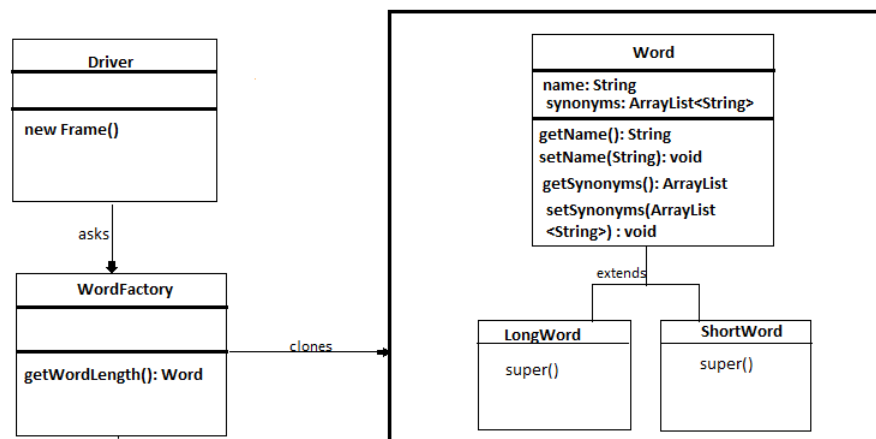 Driver
new Frame()
asks
WordFactory
getWordLength(): Word
clones
Word
name: String
synonyms: ArrayList<String>
getName(): String
setName(String): void
getSynonyms(): ArrayList
setSynonyms(ArrayList
<String>) : void
extends
LongWord
super()
ShortWord
super()